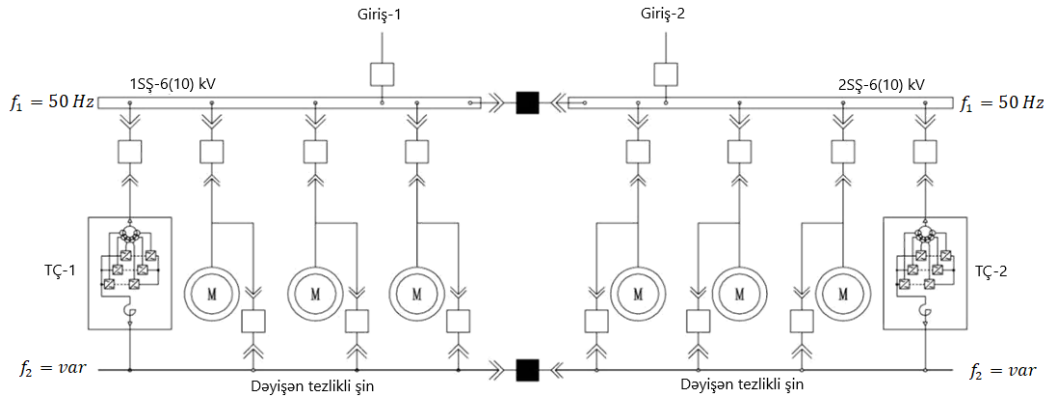 Giriş-1
Giriş-2
1SŞ-6(10) kV
2SŞ-6(10) kV
f₁ = 50 Hz
f₁ = 50 Hz
TÇ-1
M
M
M
M
M
M
TÇ-2
f₂ = var
f₂ = var
Dəyişən tezlikli şin
Dəyişən tezlikli şin